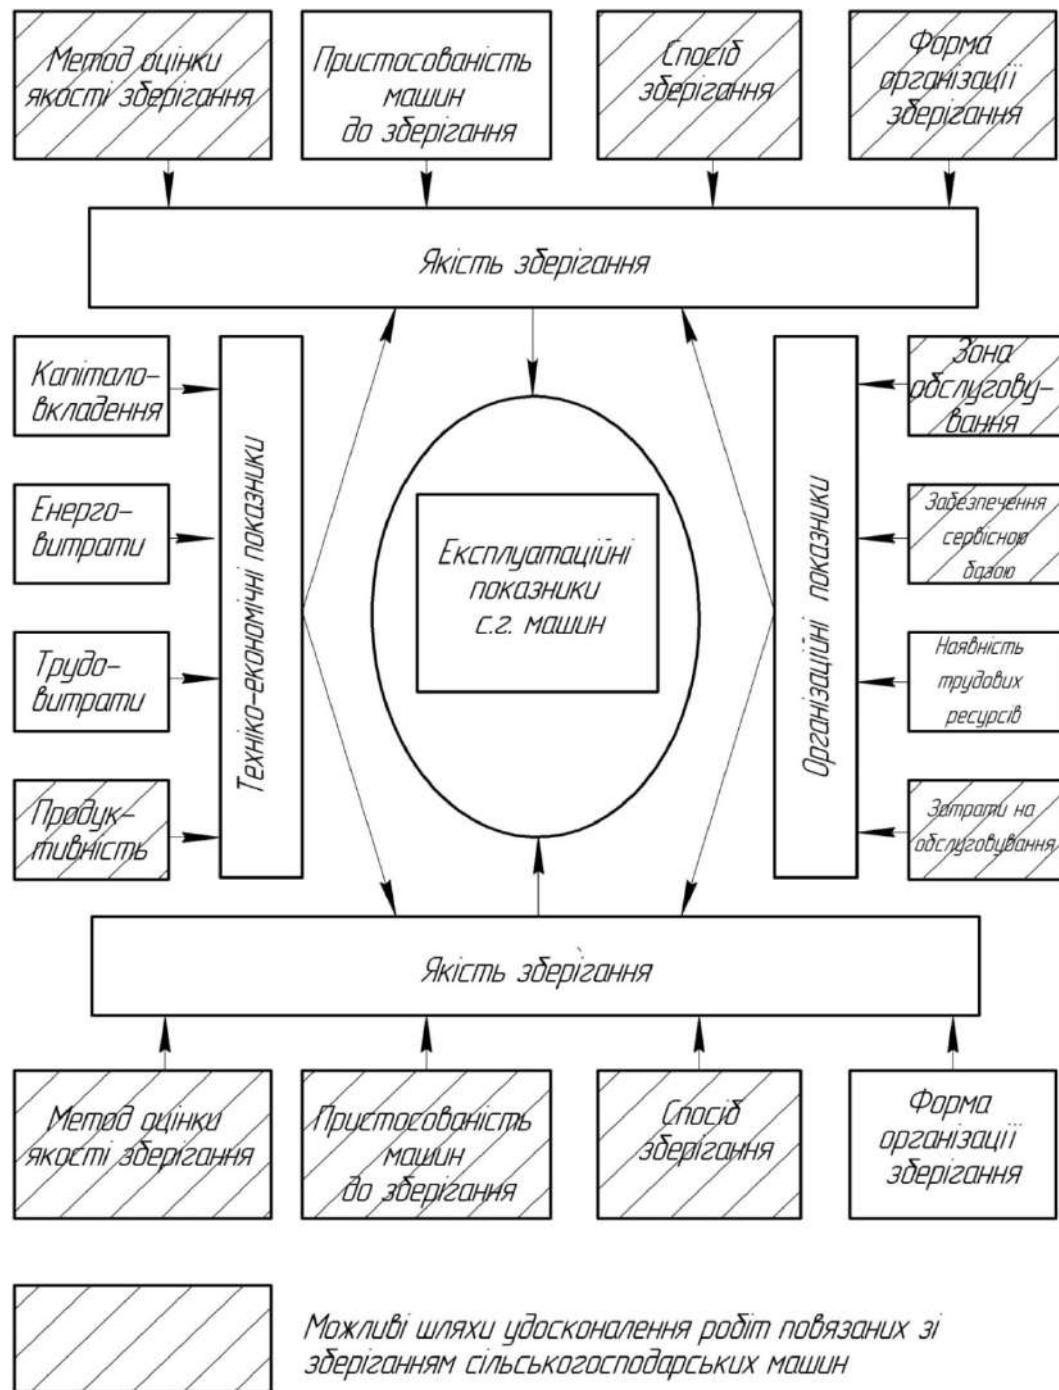 Метод оцінки
якості зберігання
Пристосованість
машин
до зберігання
Спосіб
зберігання
Форма
організації
зберігання
Якість зберігання
Капітало-
вкладення
Енерго-
витрати
Трудо-
витрати
Продук-
тивність
Техніко-економічні показники
Експлуатаційні
показники
с.г. машин
Організаційні показники
Зона
обслугову-
вання
Забезпечення
сервісною
базою
Наявність
трудових
ресурсів
Затрати на
обслуговування
Якість зберігання
Метод оцінки
якості зберігання
Пристосованість
машин
до зберігання
Спосіб
зберігання
Форма
організації
зберігання
Можливі шляхи удосконалення робіт повязаних зі
зберіганням сільськогосподарських машин